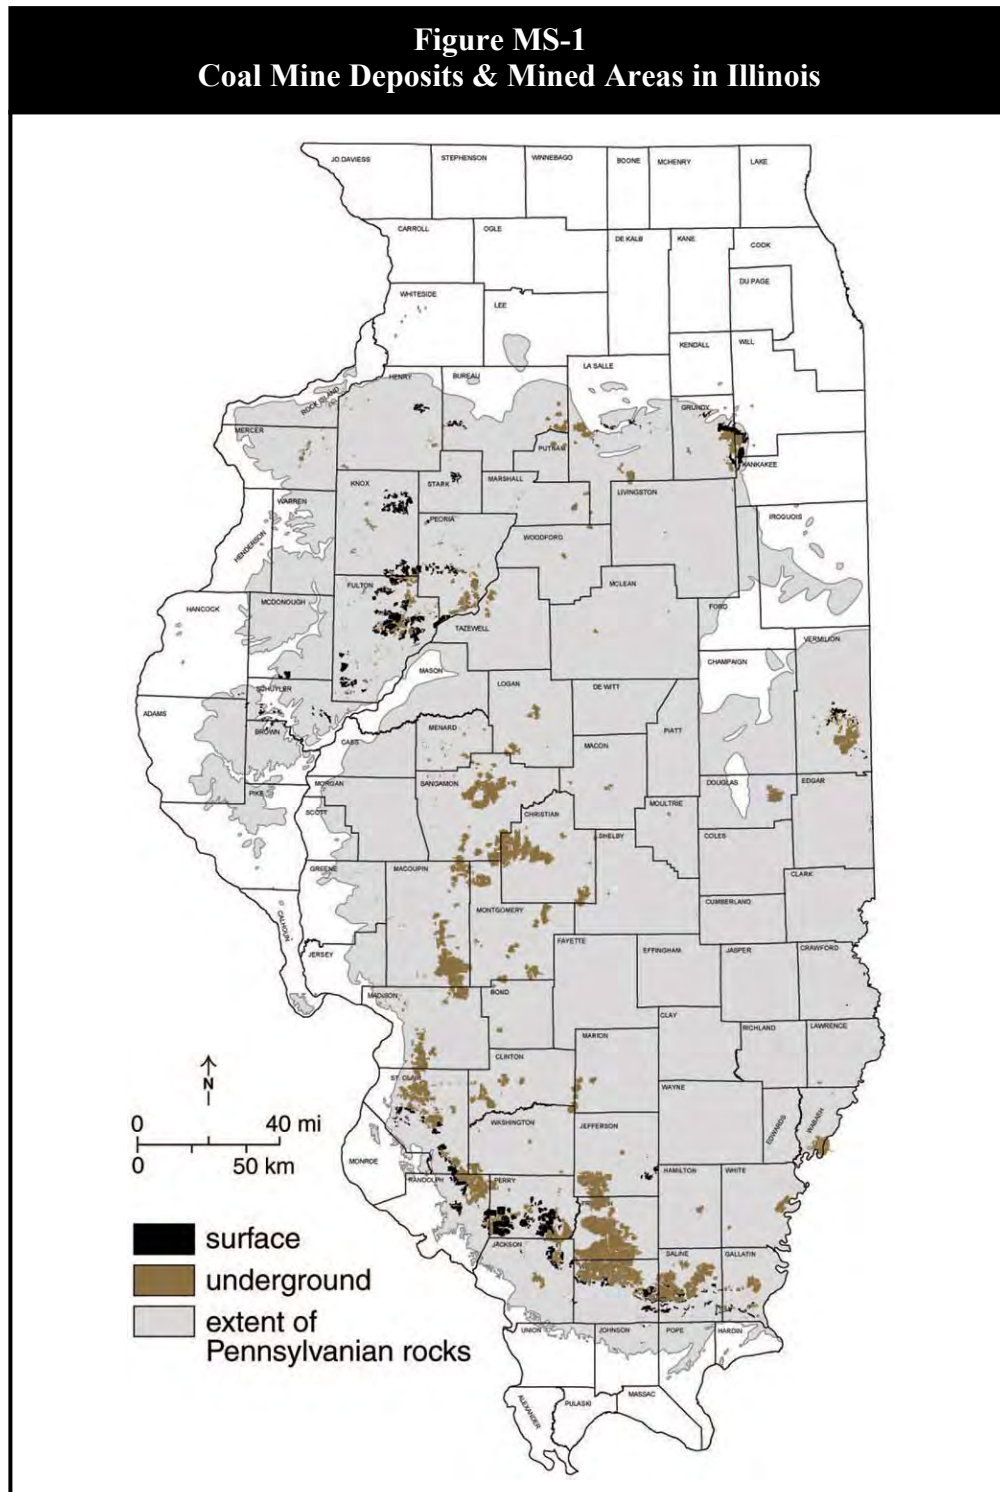 Figure MS-1
Coal Mine Deposits & Mined Areas in Illinois
JO DAVIESS
STEPHENSON
WINNEBAGO
BOONE
MCHENRY
LAKE
CARROLL
OGLE
DE KALB
KANE
COOK
DU PAGE
WHITESIDE
LEE
KENDALL
WILL
LA SALLE
HENRY
BUREAU
ROCK ISLAND
GRUNDY
MERCER
PUTNAM
KANKAKEE
KNOX
STARK
MARSHALL
LIVINGSTON
WARREN
PEORIA
IROQUOIS
HENDERSON
WOODFORD
FULTON
MCLEAN
HANCOCK
MCDONOUGH
FORD
TAZEWELL
VERMILION
MASON
CHAMPAIGN
SCHUYLER
LOGAN
DE WITT
ADAMS
BROWN
MENARD
PIATT
CASS
MACON
PIKE
MORGAN
SANGAMON
DOUGLAS
EDGAR
SCOTT
CHRISTIAN
MOULTRIE
SHELBY
COLES
GREENE
MACOUPIN
CLARK
CALHOUN
MONTGOMERY
CUMBERLAND
JERSEY
FAYETTE
EFFINGHAM
JASPER
CRAWFORD
MADISON
BOND
CLAY
RICHLAND
LAWRENCE
MARION
CLINTON
N
ST. CLAIR
WAYNE
0 40 mi
0 50 km
WASHINGTON
JEFFERSON
EDWARDS
WABASH
MONROE
RANDOLPH
PERRY
HAMILTON
WHITE
surface
JACKSON
SALINE
GALLATIN
underground
extent of
Pennsylvanian rocks
UNION
JOHNSON
POPE
HARDIN
ALEXANDER
PULASKI
MASSAC